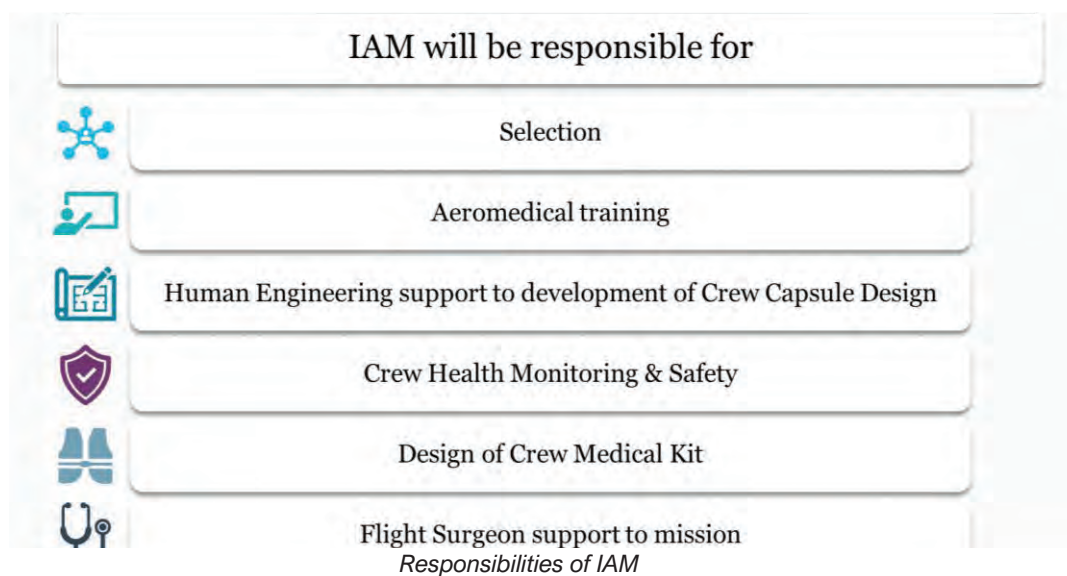 IAM will be responsible for
Selection
Aeromedical training
Human Engineering support to development of Crew Capsule Design
Crew Health Monitoring & Safety
Design of Crew Medical Kit
Flight Surgeon support to mission
Responsibilities of IAM